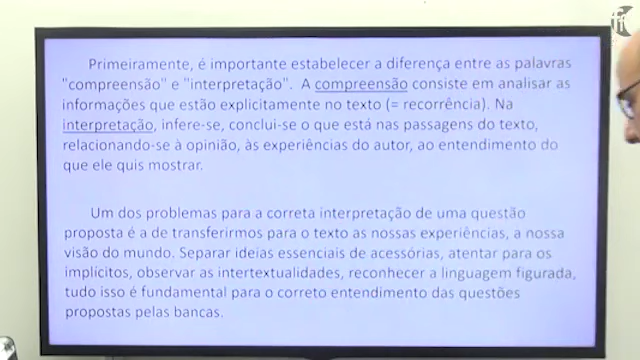 Primeiramente, é importante estabelecer a diferença entre as palavras
"compreensão" e "interpretação". A compreensão consiste em analisar as
informações que estão explicitamente no texto (= recorrência). Na
interpretação, infere-se, conclui-se o que está nas passagens do texto,
relacionando-se à opinião, às experiências do autor, ao entendimento do
que ele quis mostrar.
Um dos problemas para a correta interpretação de uma questão
proposta é a de transferirmos para o texto as nossas experiências, a nossa
visão do mundo. Separar ideias essenciais de acessórias, atentar para os
implícitos, observar as intertextualidades, reconhecer a linguagem figurada,
tudo isso é fundamental para o correto entendimento das questões
propostas pelas bancas.